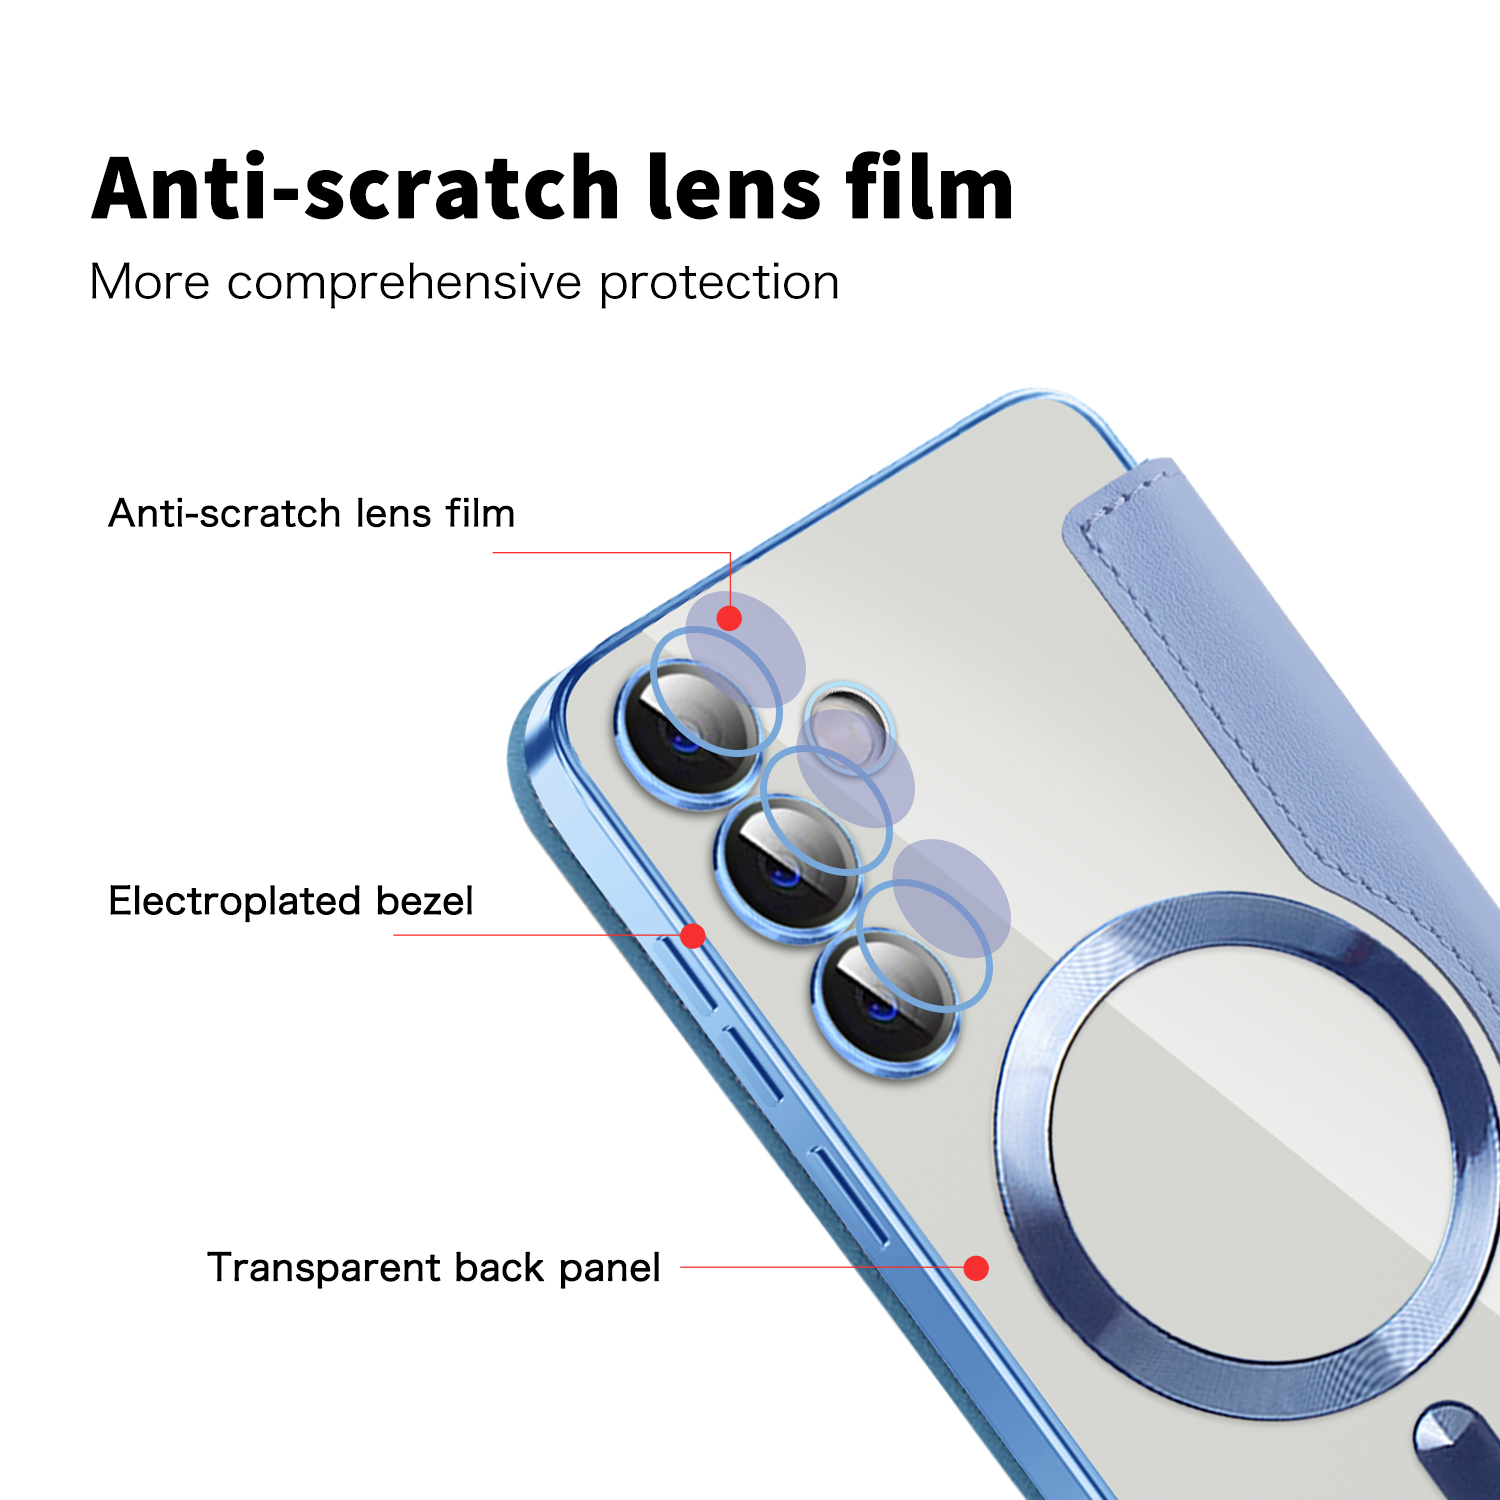 Anti-scratch lens film
More comprehensive protection
Anti-scratch lens film
Electroplated bezel
Transparent back panel